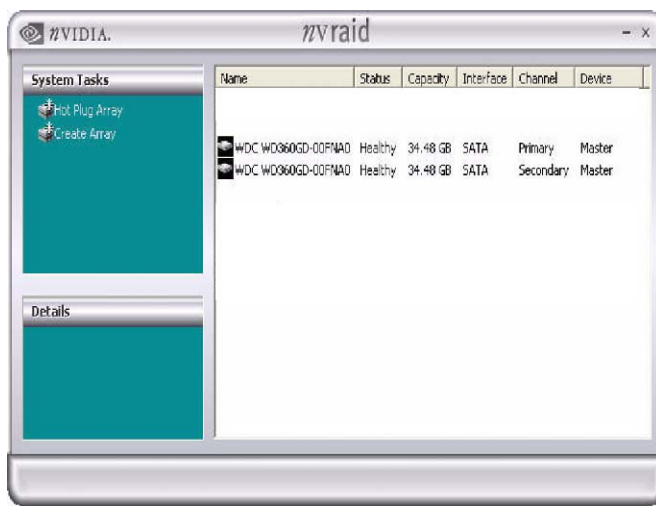 nVIDIA.
nvraid
System Tasks
Hot Plug Array
Create Array
Details
Name Status Capacity Interface Channel Device
WDC WD360GD-00FNA0 Healthy 34.48 GB SATA Primary Master
WDC WD360GD-00FNA0 Healthy 34.48 GB SATA Secondary Master